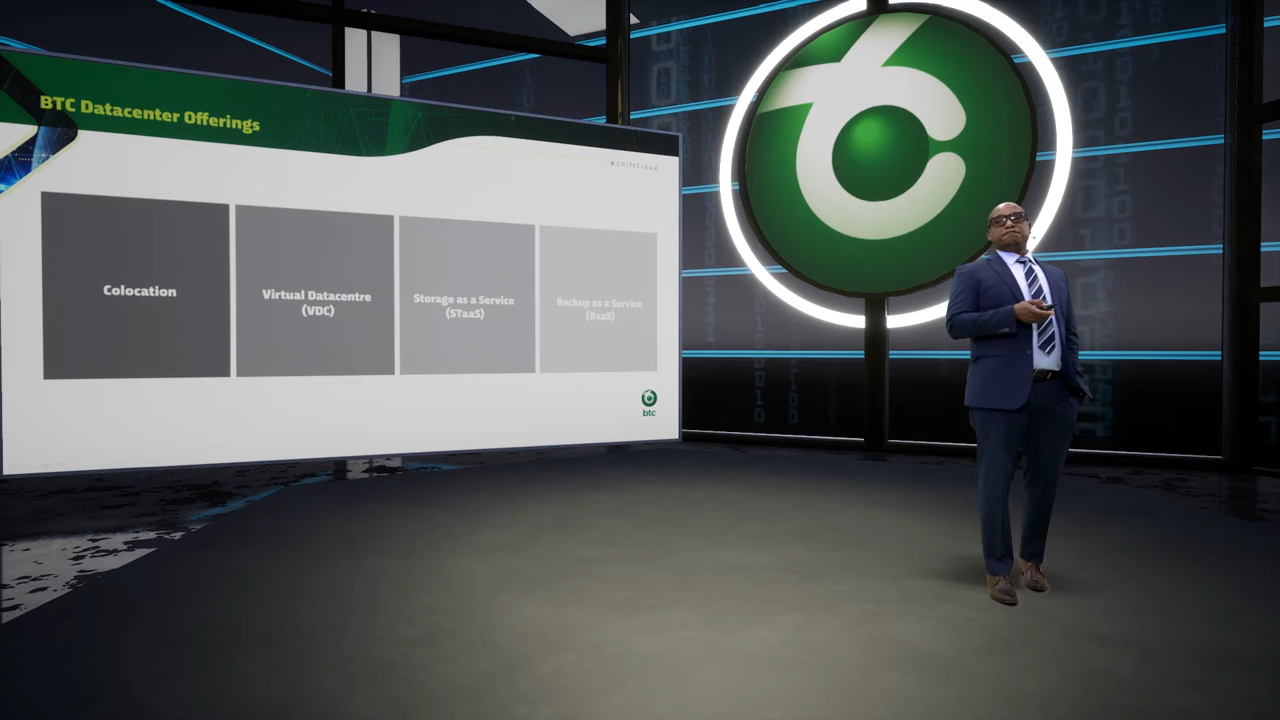 BTC Datacenter Offerings
#ShiftCloud
Colocation
Virtual Datacentre
(VDC)
Storage as a Service
(STaaS)
Backup as a Service
(BaaS)
btc